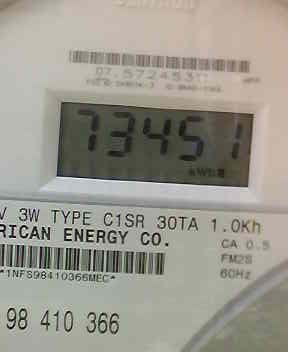 07.572453
73451
kWh
V 3W TYPE C1SR 30TA 1.0Kh
RICAN ENERGY CO.
CA 0.5
FM2S
60Hz
*1NFS98410366MEC*
98 410 366